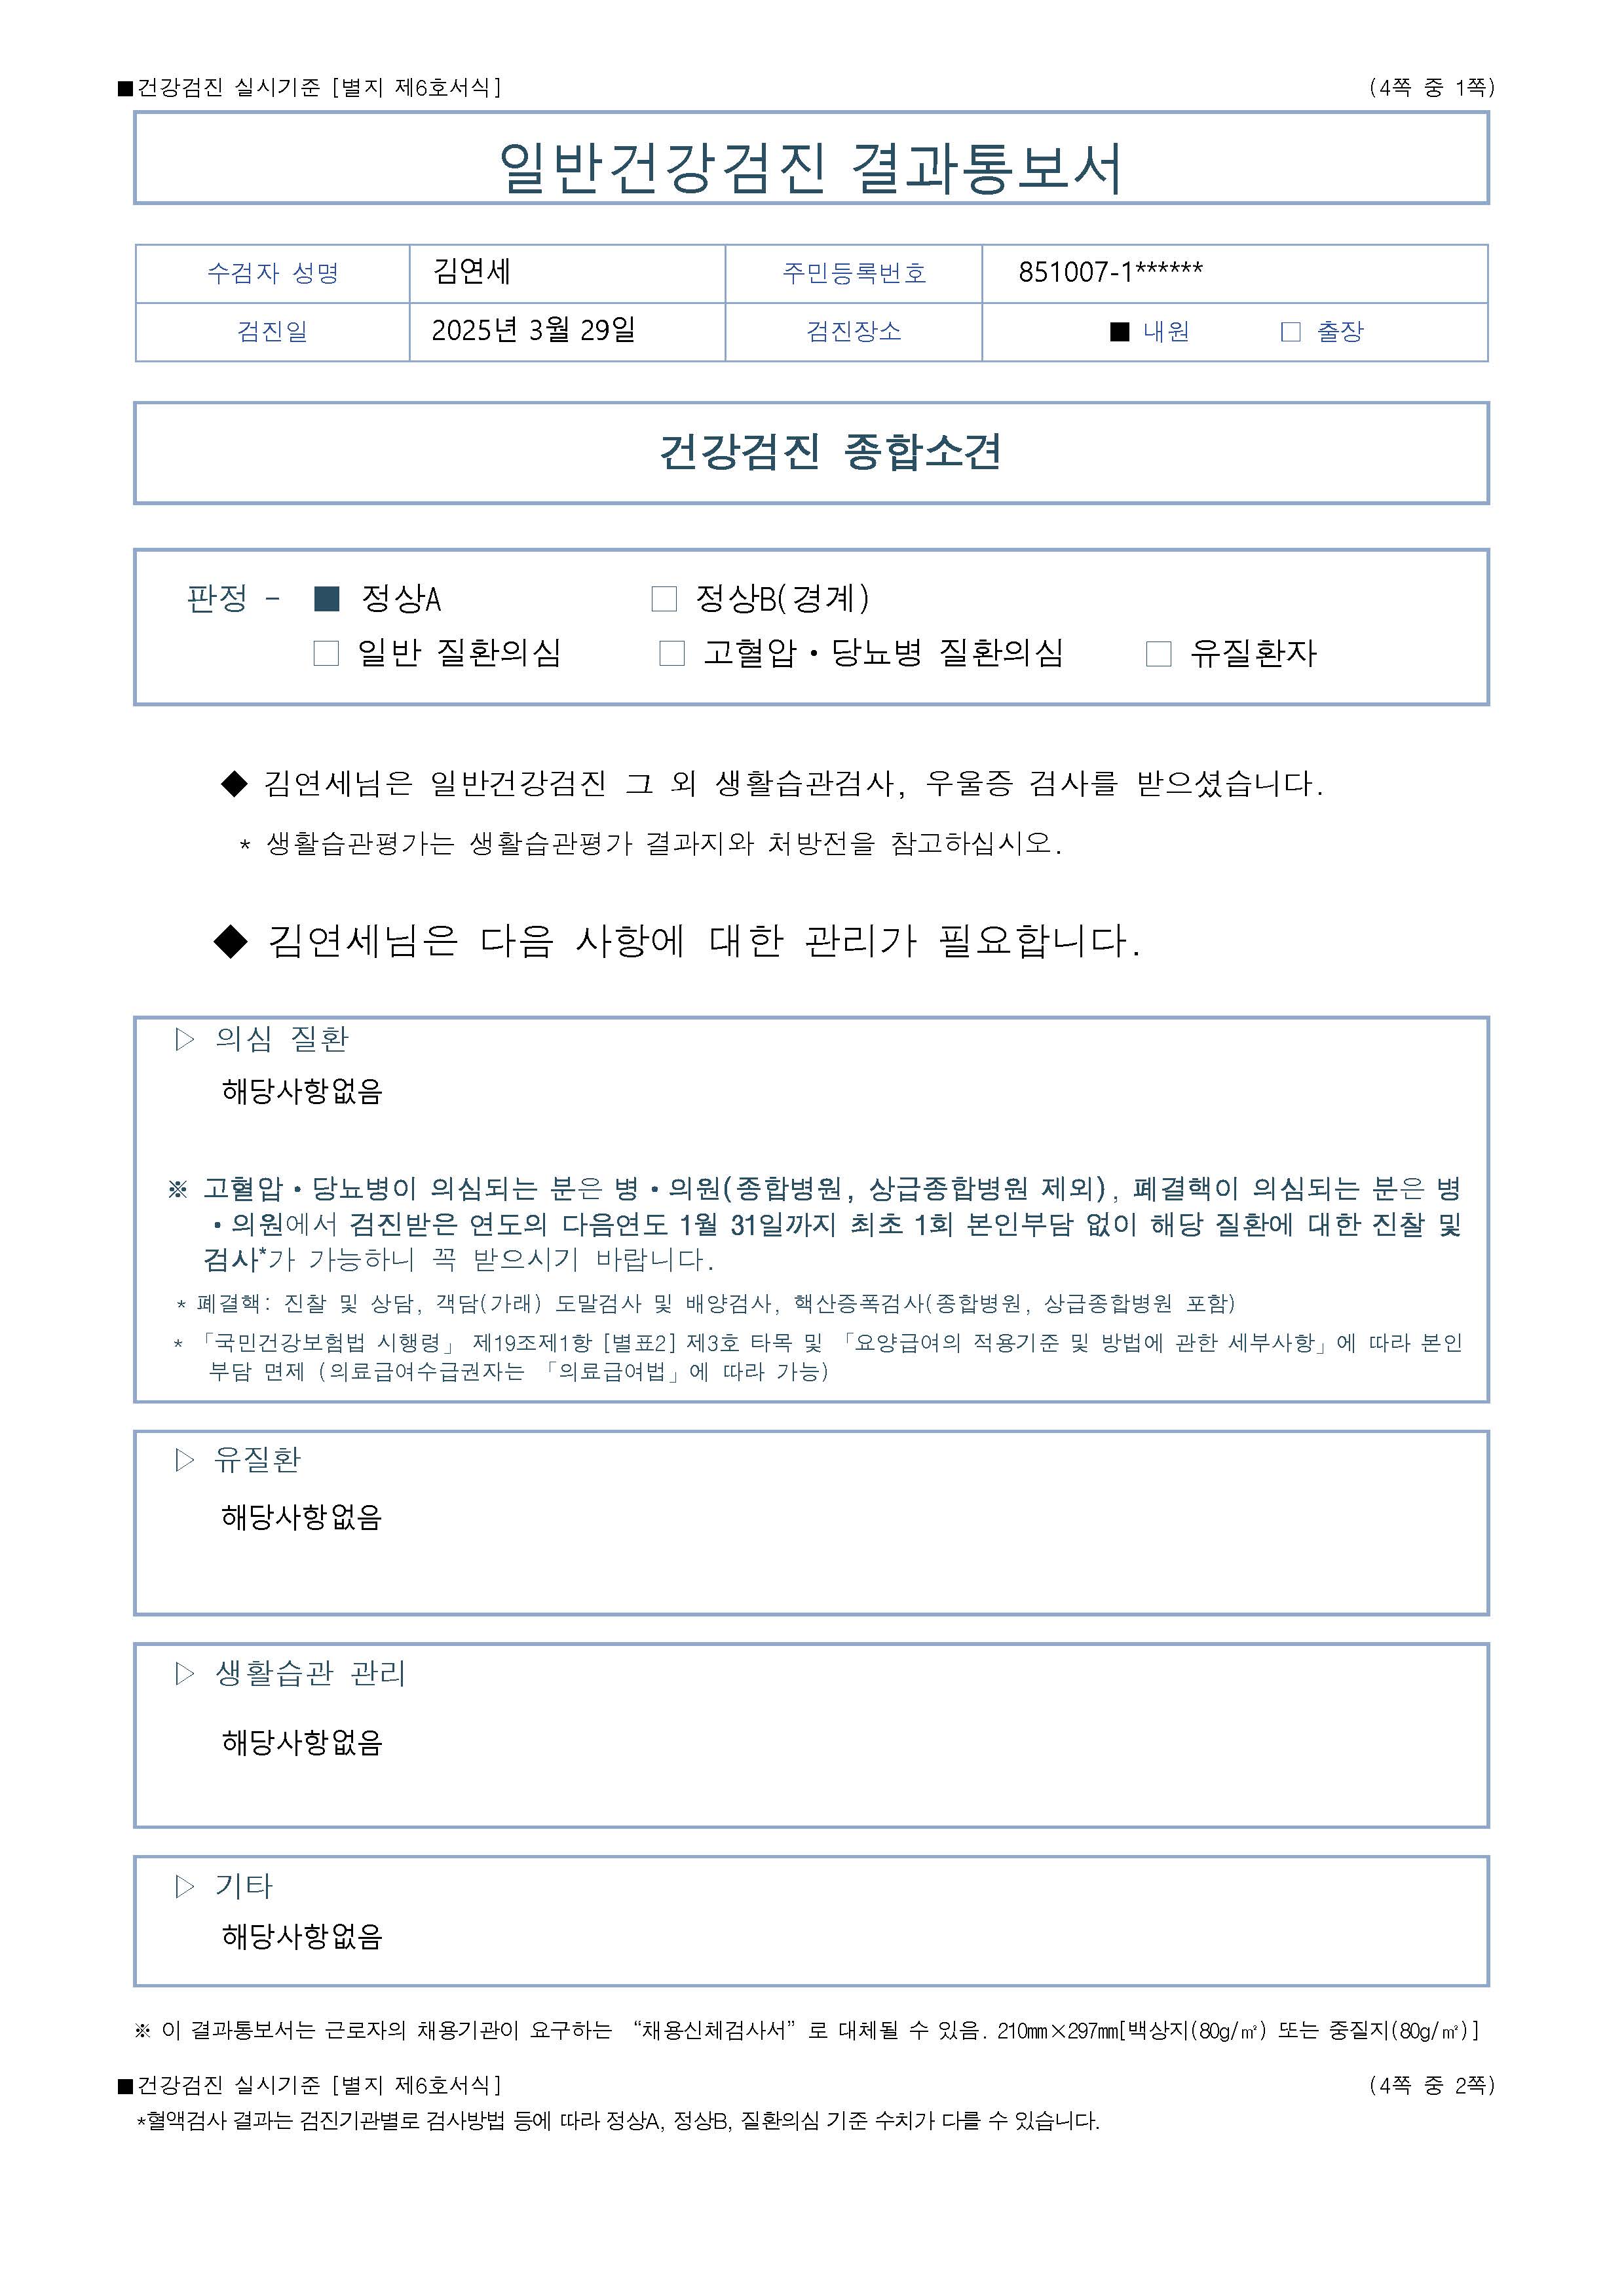 ■건강검진 실시기준 [별지 제6호서식] (4쪽 중 1쪽)
일반건강검진 결과통보서
수검자 성명 김연세 주민등록번호 851007-1******
검진일 2025년 3월 29일 검진장소 ■ 내원 □ 출장
건강검진 종합소견
판정 - ■ 정상A □ 정상B(경계)
□ 일반 질환의심 □ 고혈압·당뇨병 질환의심 □ 유질환자
◆ 김연세님은 일반건강검진 그 외 생활습관검사, 우울증 검사를 받으셨습니다.
* 생활습관평가는 생활습관평가 결과지와 처방전을 참고하십시오.
◆ 김연세님은 다음 사항에 대한 관리가 필요합니다.
▷ 의심 질환
해당사항없음
※ 고혈압·당뇨병이 의심되는 분은 병·의원(종합병원, 상급종합병원 제외), 폐결핵이 의심되는 분은 병
·의원에서 검진받은 연도의 다음연도 1월 31일까지 최초 1회 본인부담 없이 해당 질환에 대한 진찰 및
검사*가 가능하니 꼭 받으시기 바랍니다.
* 폐결핵: 진찰 및 상담, 객담(가래) 도말검사 및 배양검사, 핵산증폭검사(종합병원, 상급종합병원 포함)
* 「국민건강보험법 시행령」 제19조제1항 [별표2] 제3호 타목 및 「요양급여의 적용기준 및 방법에 관한 세부사항」에 따라 본인
부담 면제 (의료급여수급권자는 「의료급여법」에 따라 가능)
▷ 유질환
해당사항없음
▷ 생활습관 관리
해당사항없음
▷ 기타
해당사항없음
※ 이 결과통보서는 근로자의 채용기관이 요구하는 “채용신체검사서”로 대체될 수 있음. 210㎜×297㎜[백상지(80g/㎡) 또는 중질지(80g/㎡)]
■건강검진 실시기준 [별지 제6호서식] (4쪽 중 2쪽)
*혈액검사 결과는 검진기관별로 검사방법 등에 따라 정상A, 정상B, 질환의심 기준 수치가 다를 수 있습니다.